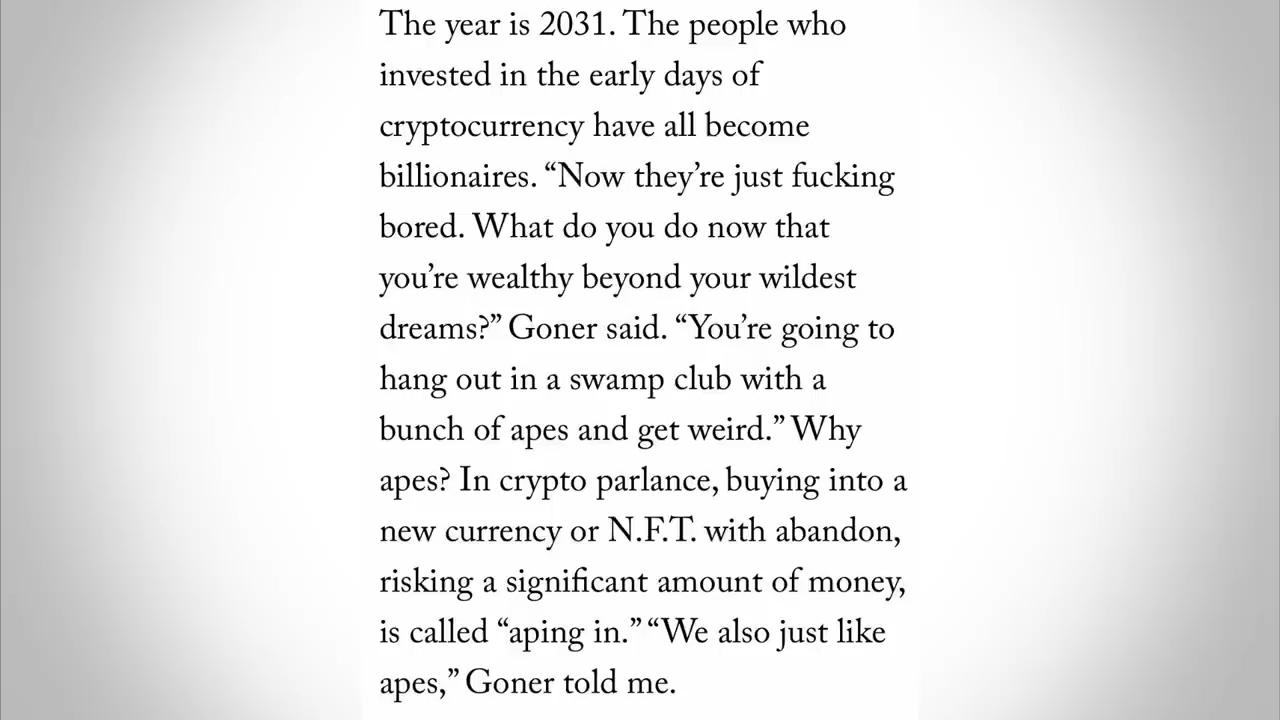 The year is 2031. The people who
invested in the early days of
cryptocurrency have all become
billionaires. “Now they’re just fucking
bored. What do you do now that
you’re wealthy beyond your wildest
dreams?” Goner said. “You’re going to
hang out in a swamp club with a
bunch of apes and get weird.” Why
apes? In crypto parlance, buying into a
new currency or N.F.T. with abandon,
risking a significant amount of money,
is called “aping in.” “We also just like
apes,” Goner told me.